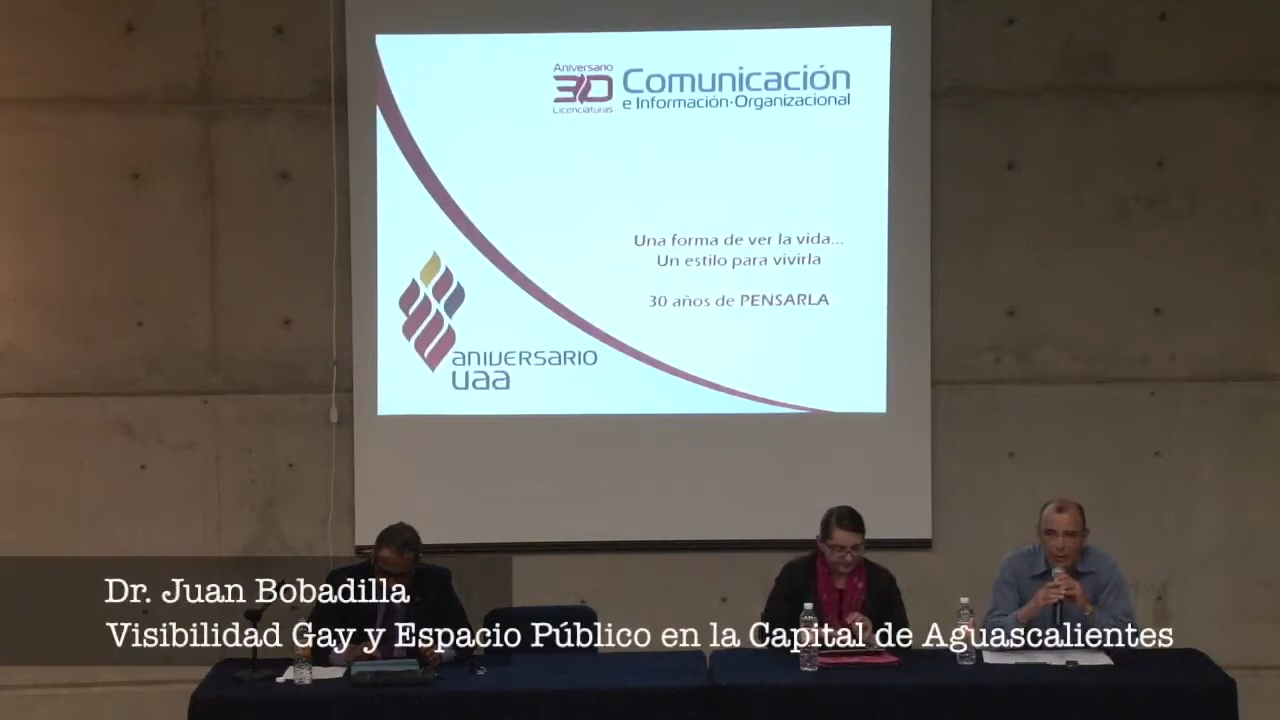 Aniversario
30
Licenciaturas
Comunicación
e Información·Organizacional
Una forma de ver la vida...
Un estilo para vivirla
30 años de PENSARLA
ANIVERSARIO
UAA
Dr. Juan Bobadilla
Visibilidad Gay y Espacio Público en la Capital de Aguascalientes